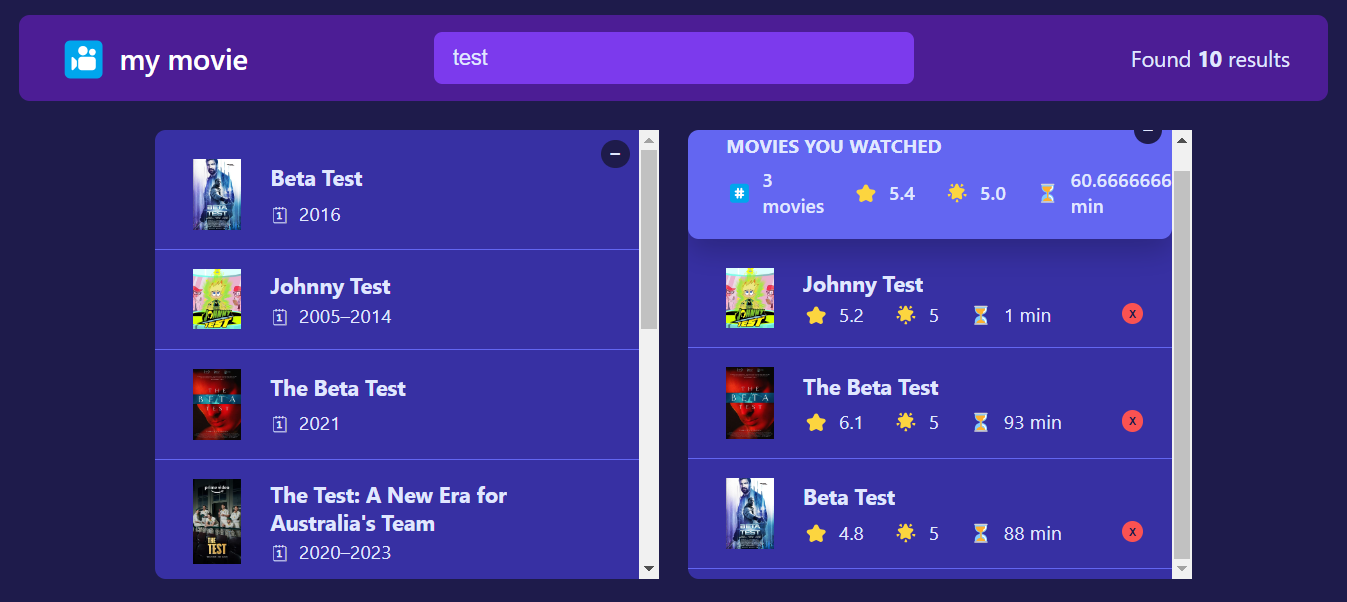 my movie
test
Found 10 results
Beta Test
2016
Johnny Test
2005–2014
The Beta Test
2021
The Test: A New Era for
Australia's Team
2020–2023
MOVIES YOU WATCHED
3
movies
5.4
5.0
60.6666666
min
Johnny Test
5.2
5
1 min
X
The Beta Test
6.1
5
93 min
X
Beta Test
4.8
5
88 min
X